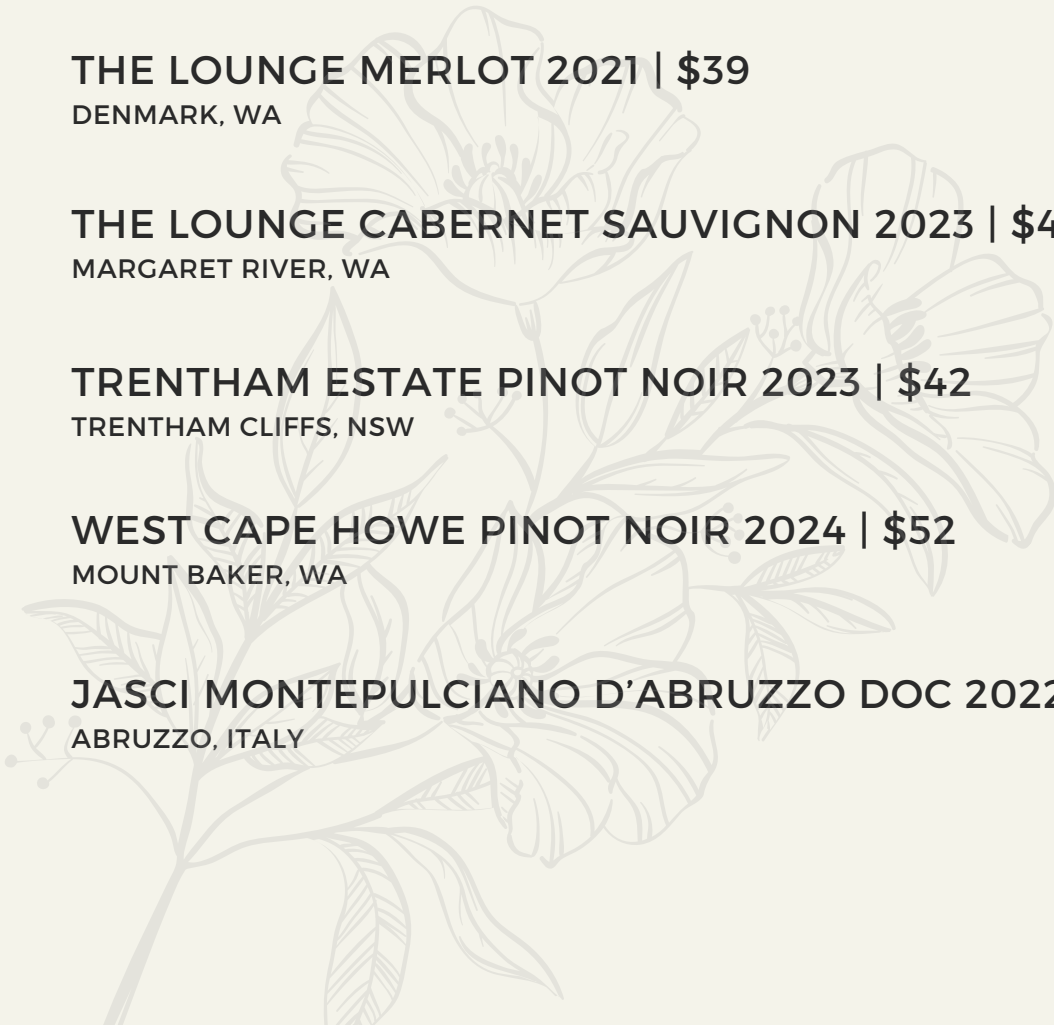 THE LOUNGE MERLOT 2021 | $39
DENMARK, WA
THE LOUNGE CABERNET SAUVIGNON 2023 |
MARGARET RIVER, WA
TRENTHAM ESTATE PINOT NOIR 2023 | $42
TRENTHAM CLIFFS, NSW
WEST CAPE HOWE PINOT NOIR 2024 | $52
MOUNT BAKER, WA
JASCI MONTEPULCIANO D’ABRUZZO DOC 2022
ABRUZZO, ITALY